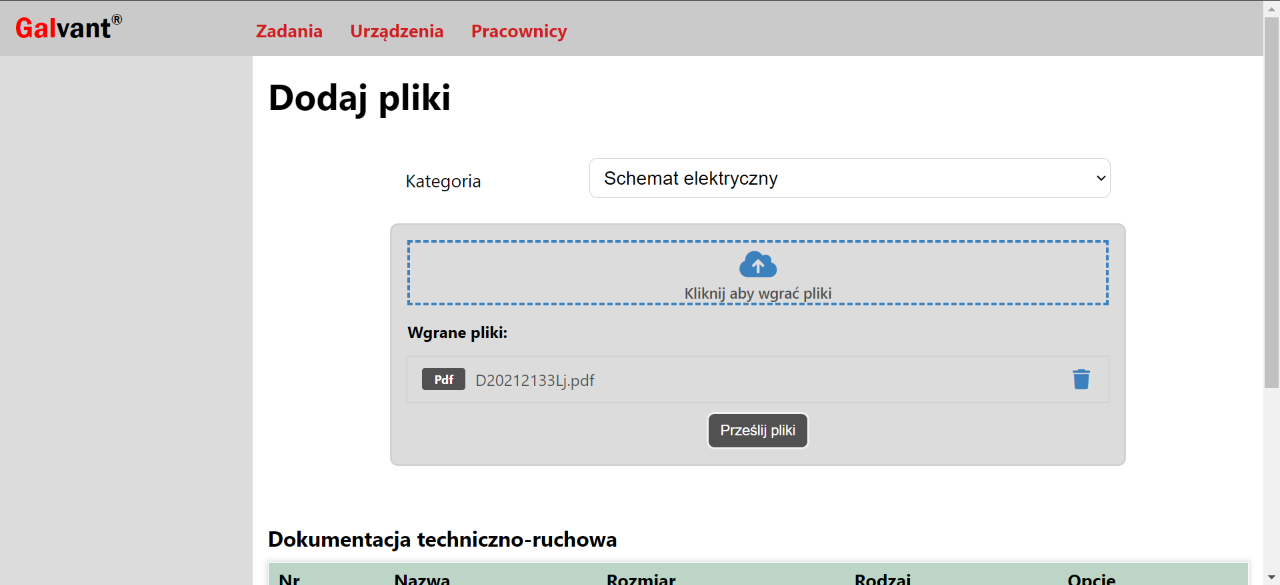 Galvant®
Zadania Urządzenia Pracownicy
Dodaj pliki
Kategoria Schemat elektryczny
Kliknij aby wgrać pliki
Wgrane pliki:
Pdf D20212133Lj.pdf
Prześlij pliki
Dokumentacja techniczno-ruchowa
Nr Nazwa Rozmiar Rodzaj Opcje